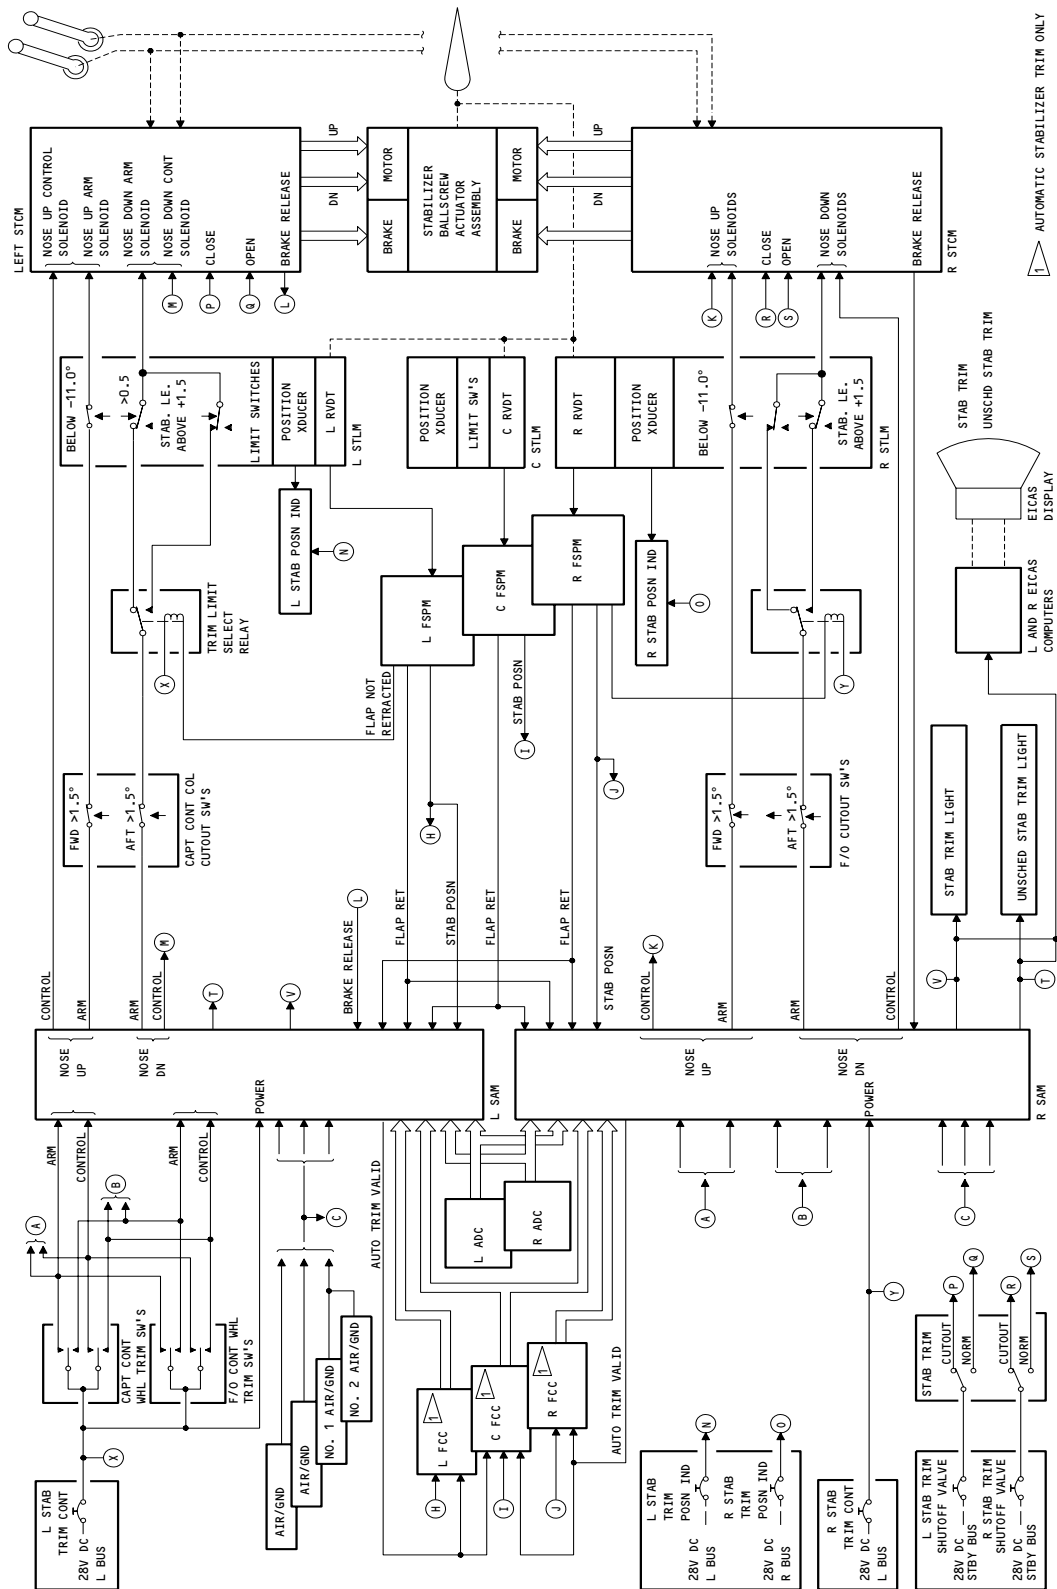 L STAB
TRIM CONT
28V DC
L BUS
X
CAPT CONT
WHL TRIM SW'S
F/O CONT WHL
TRIM SW'S
A
B
ARM
CONTROL
ARM
CONTROL
AIR/GND
AIR/GND
NO. 1 AIR/GND
NO. 2 AIR/GND
C
NOSE
UP
NOSE
DN
POWER
L SAM
CONTROL
ARM
ARM
CONTROL
M
T
V
BRAKE RELEASE
L
FWD >1.5°
AFT >1.5°
CAPT CONT COL
CUTOUT SW'S
TRIM LIMIT
SELECT
RELAY
X
FLAP NOT
RETRACTED
BELOW -11.0°
>0.5
STAB. LE.
ABOVE +1.5
LIMIT SWITCHES
POSITION
XDUCER
L RVDT
L STLM
L STAB POSN IND
N
LEFT STCM
NOSE UP CONTROL
SOLENOID
NOSE UP ARM
SOLENOID
NOSE DOWN ARM
SOLENOID
NOSE DOWN CONT
SOLENOID
CLOSE
OPEN
BRAKE RELEASE
M
P
Q
L
UP
DN
MOTOR
BRAKE
STABILIZER
BALLSCREW
ACTUATOR
ASSEMBLY
MOTOR
BRAKE
UP
DN
POSITION
XDUCER
LIMIT SW'S
C RVDT
C STLM
R RVDT
POSITION
XDUCER
BELOW -11.0°
STAB. LE.
ABOVE +1.5
R STLM
L FSPM
C FSPM
R FSPM
R STAB POSN IND
O
STAB POSN
I
H
J
FLAP RET
STAB POSN
FLAP RET
FLAP RET
STAB POSN
AUTO TRIM VALID
L ADC
R ADC
L FCC
1
C FCC
1
R FCC
1
H
I
J
AUTO TRIM VALID
NOSE UP
SOLENOIDS
CLOSE
OPEN
NOSE DOWN
SOLENOIDS
BRAKE RELEASE
R STCM
K
R
S
Y
FWD >1.5°
AFT >1.5°
F/O CUTOUT SW'S
K
CONTROL
ARM
ARM
CONTROL
NOSE
UP
NOSE
DN
POWER
R SAM
A
B
C
L STAB
TRIM
POSN IND
28V DC
L BUS
N
R STAB
TRIM
POSN IND
28V DC
R BUS
O
R STAB
TRIM CONT
28V DC
L BUS
Y
L STAB TRIM
SHUTOFF VALVE
28V DC
STBY BUS
R STAB TRIM
SHUTOFF VALVE
28V DC
STBY BUS
STAB TRIM
CUTOUT
NORM
CUTOUT
NORM
P
Q
R
S
V
T
STAB TRIM LIGHT
UNSCHED STAB TRIM LIGHT
L AND R EICAS
COMPUTERS
EICAS
DISPLAY
STAB TRIM
UNSCHD STAB TRIM
1 AUTOMATIC STABILIZER TRIM ONLY